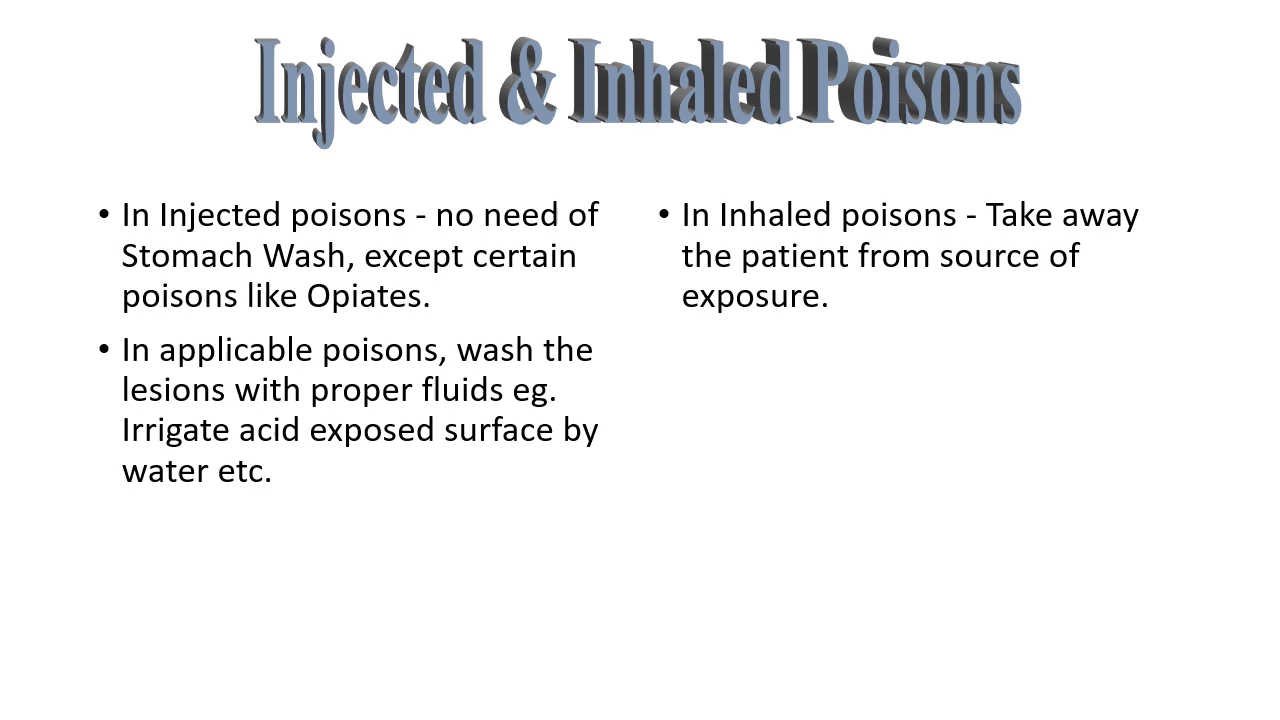 Injected & Inhaled Poisons
• In Injected poisons - no need of
Stomach Wash, except certain
poisons like Opiates.
• In applicable poisons, wash the
lesions with proper fluids eg.
Irrigate acid exposed surface by
water etc.
• In Inhaled poisons - Take away
the patient from source of
exposure.